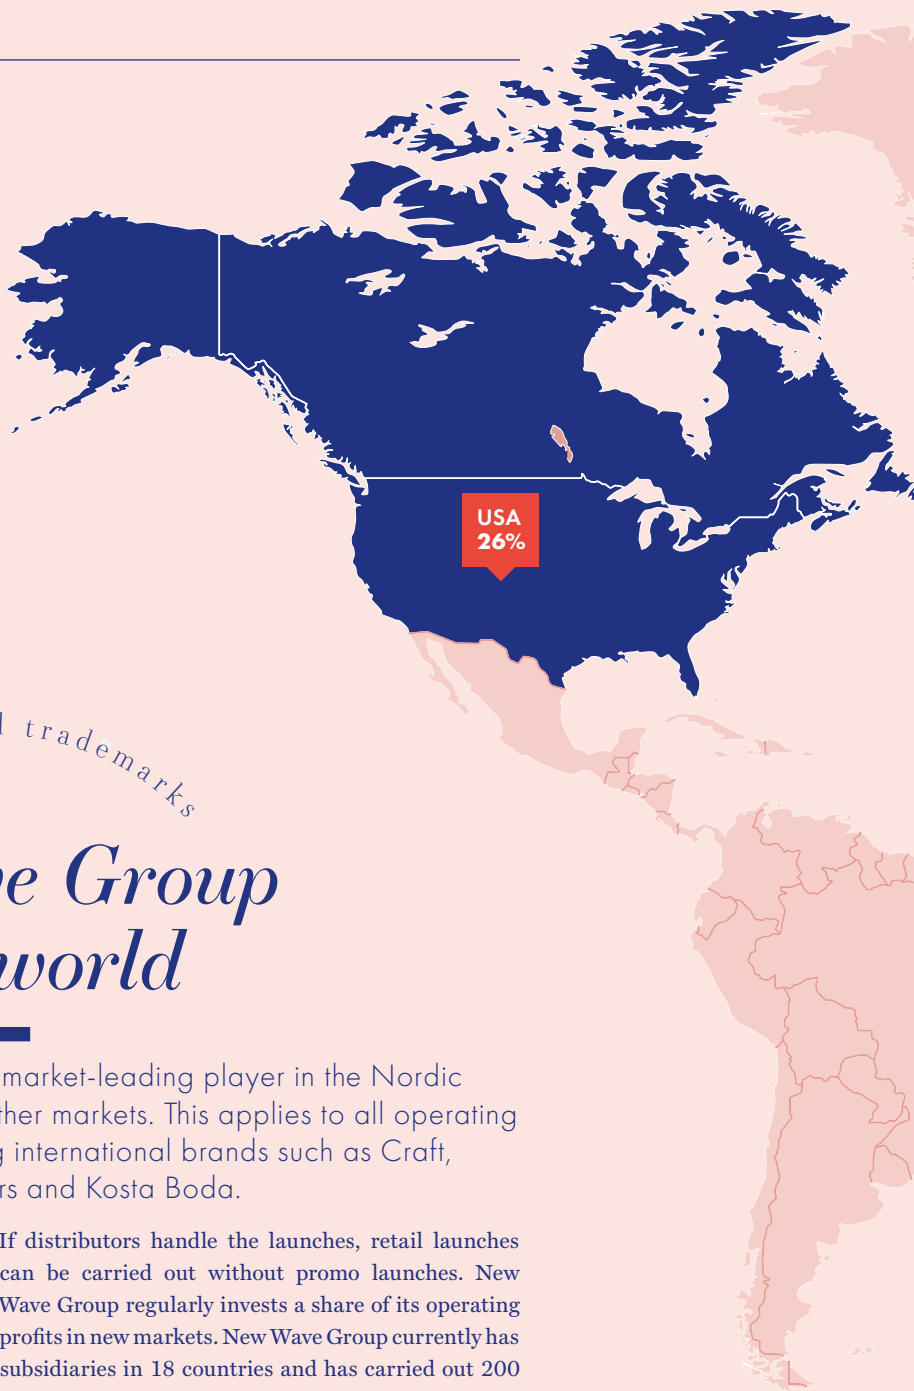 USA
26%
trademarks
Group
world
market-leading player in the Nordic
markets. This applies to all operating
international brands such as Craft,
and Kosta Boda.
If distributors handle the launches, retail launches
can be carried out without promo launches. New
Wave Group regularly invests a share of its operating
profits in new markets. New Wave Group currently has
subsidiaries in 18 countries and has carried out 200